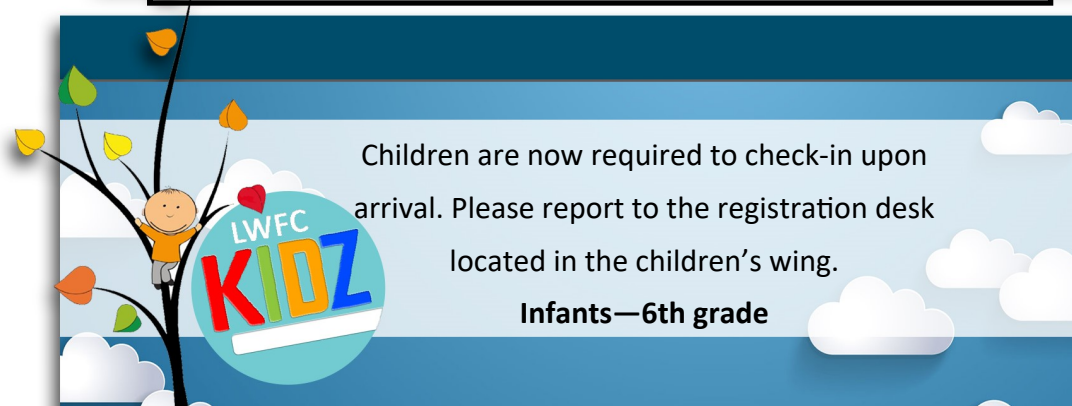 Children are now required to check-in upon
arrival. Please report to the registration desk
located in the children’s wing.
Infants—6th grade
LWFC
KIDZ